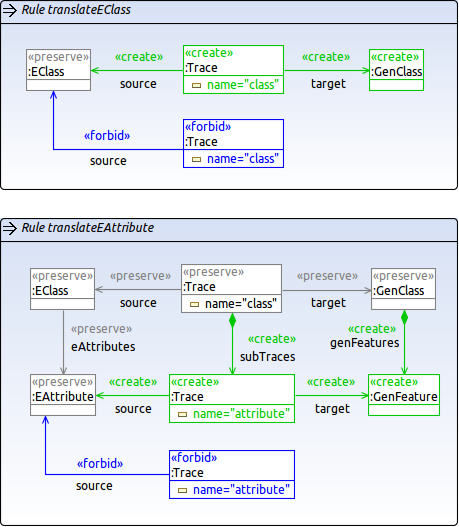 Rule translateEClass
«preserve»
:EClass
«create»
source
«create»
:Trace
name="class"
«create»
target
«create»
:GenClass
«forbid»
source
«forbid»
:Trace
name="class"
Rule translateEAttribute
«preserve»
:EClass
«preserve»
source
«preserve»
:Trace
name="class"
«preserve»
target
«preserve»
:GenClass
«preserve»
eAttributes
«create»
subTraces
«create»
genFeatures
«preserve»
:EAttribute
«create»
source
«create»
:Trace
name="attribute"
«create»
target
«create»
:GenFeature
«forbid»
source
«forbid»
:Trace
name="attribute"